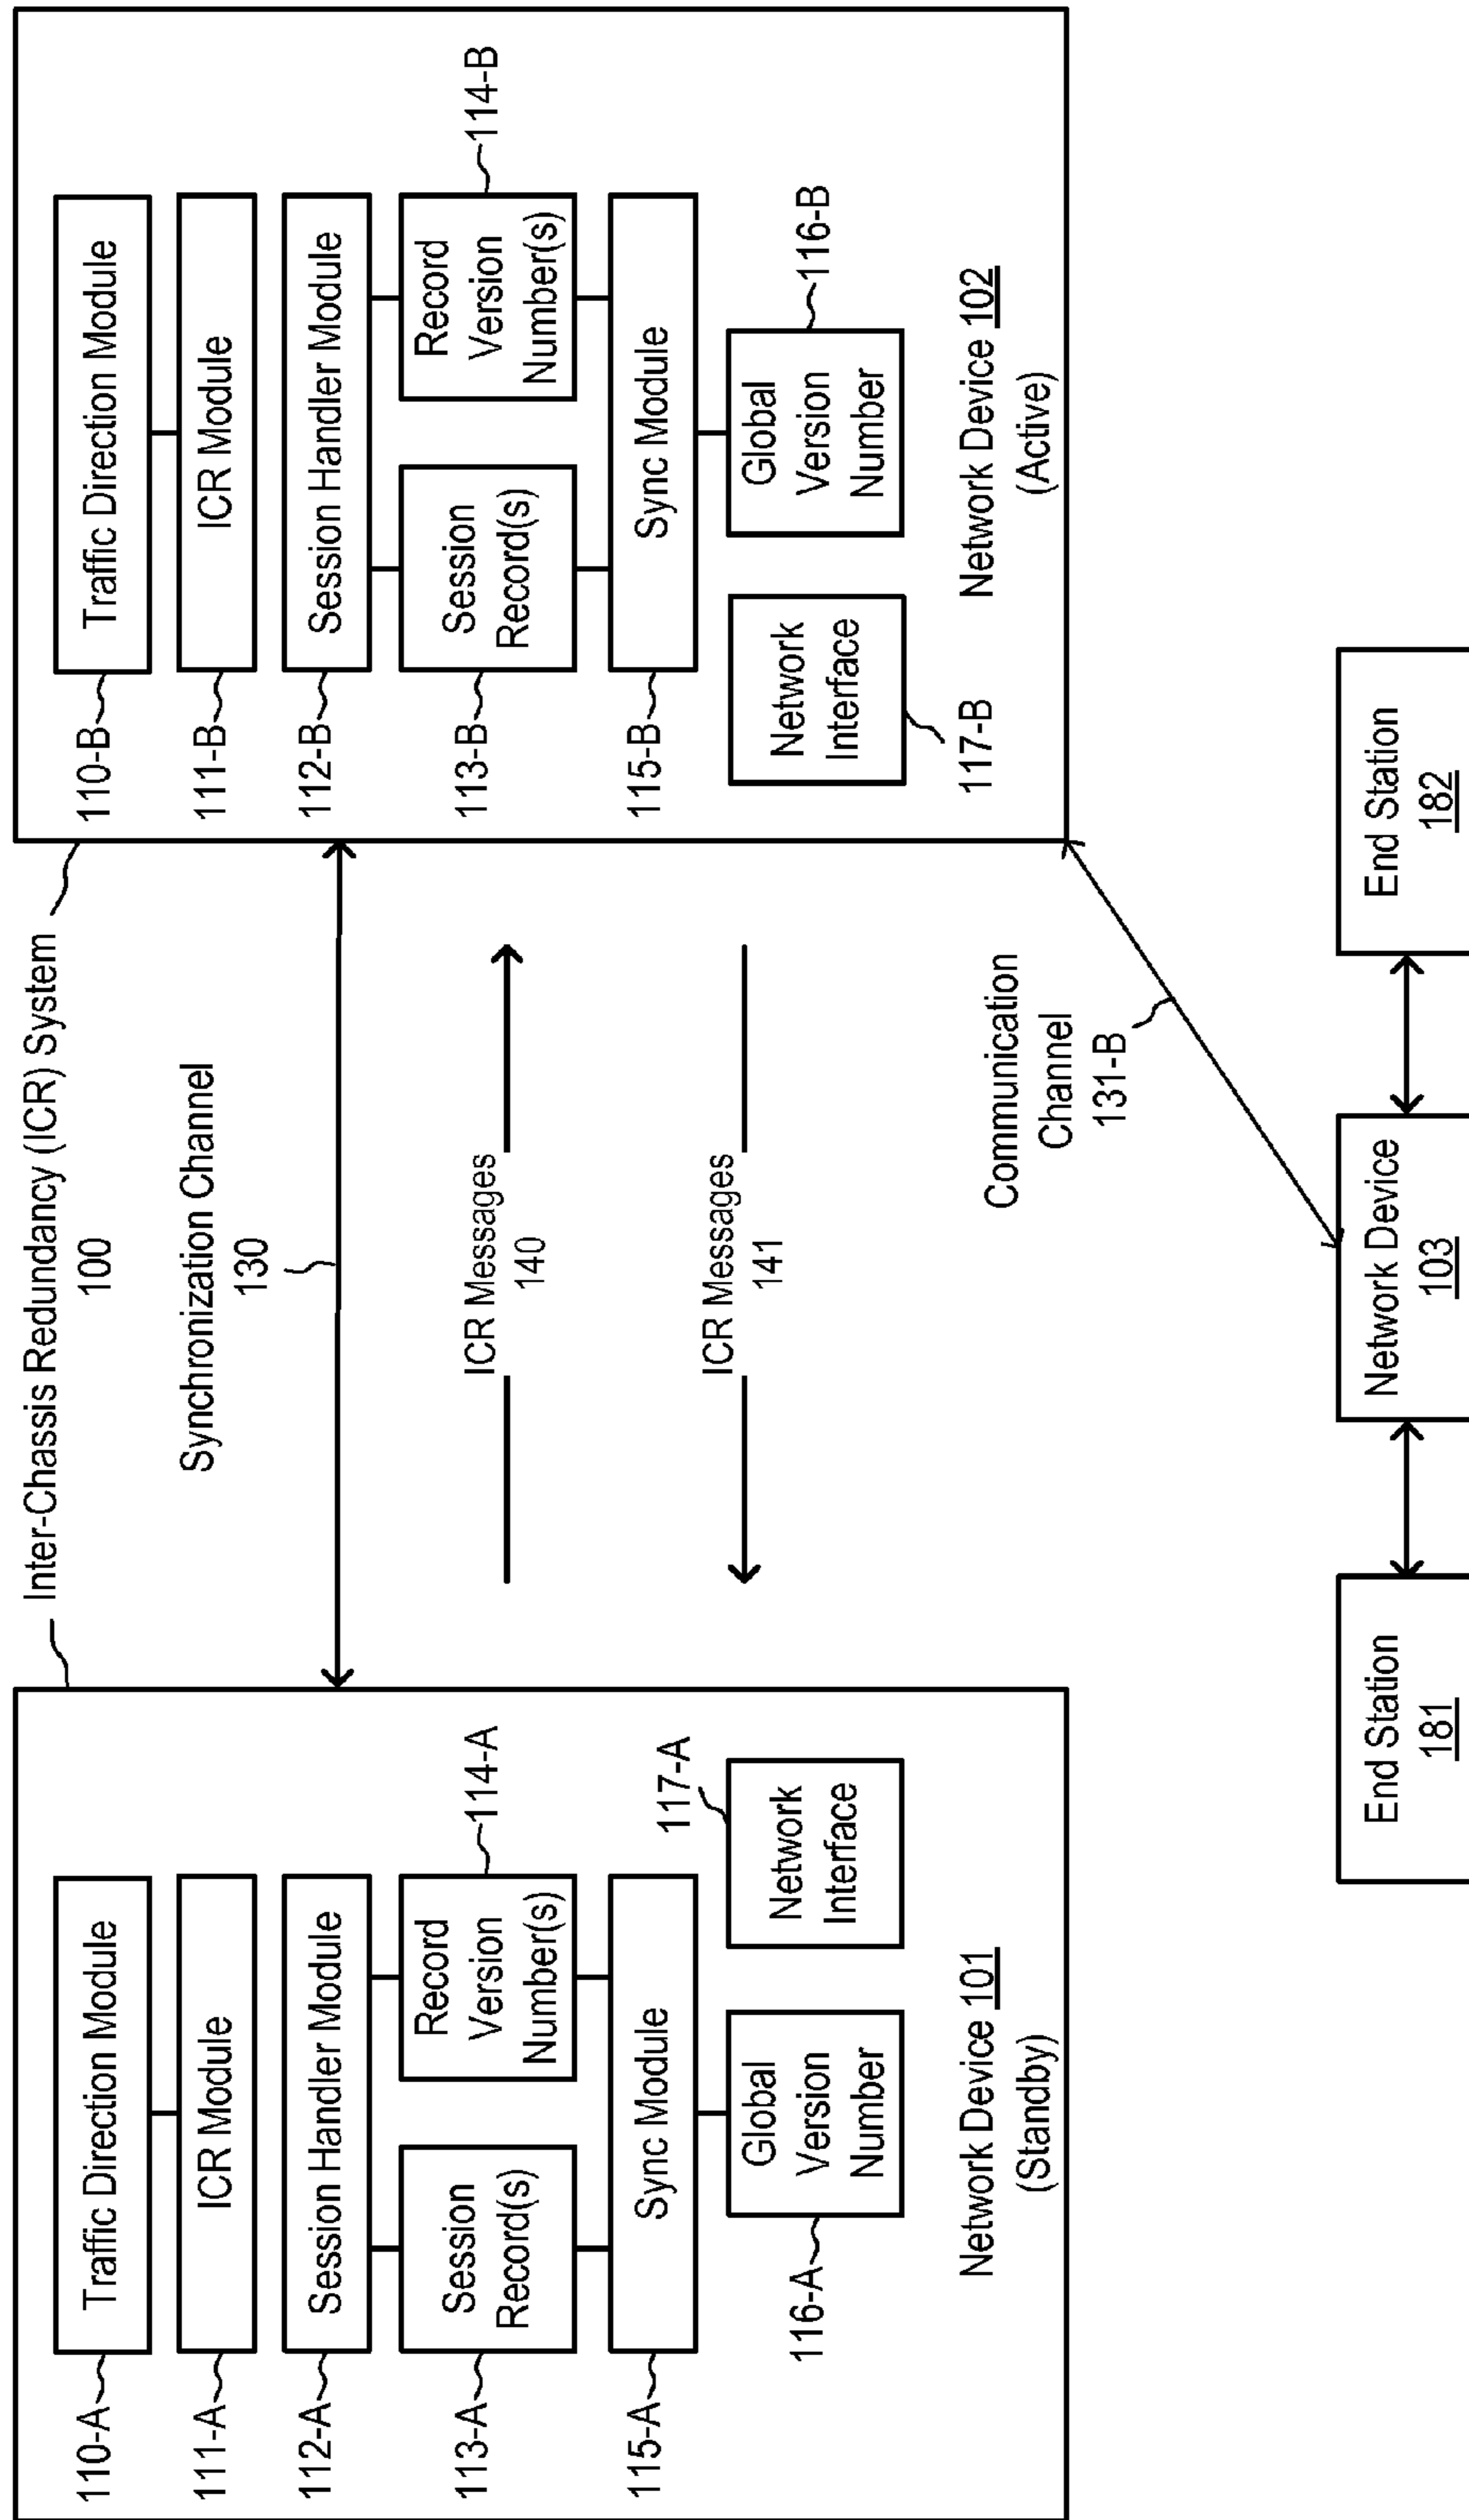 Inter-Chassis Redundancy (ICR) System
100
110-A
Traffic Direction Module
111-A
ICR Module
112-A
Session Handler Module
113-A
Session
Record(s)
Record
Version
Number(s)
114-A
115-A
Sync Module
116-A
Global
Version
Number
117-A
Network
Interface
Network Device 101
(Standby)
Synchronization Channel
130
ICR Messages
140
ICR Messages
141
110-B
Traffic Direction Module
111-B
ICR Module
112-B
Session Handler Module
113-B
Session
Record(s)
Record
Version
Number(s)
114-B
115-B
Sync Module
Network
Interface
117-B
Global
Version
Number
116-B
Network Device 102
(Active)
Communication
Channel
131-B
End Station
181
Network Device
103
End Station
182